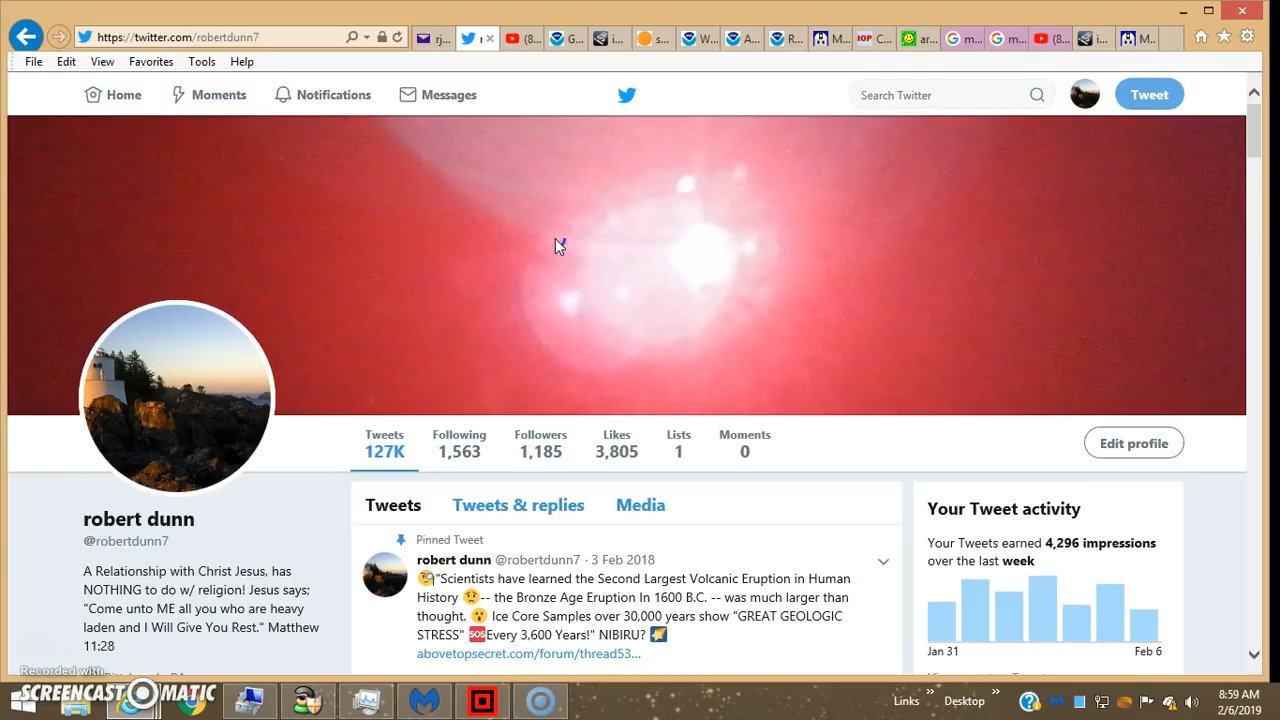 https://twitter.com/robertdunn7
rj...
r
(8...
G...
i...
s...
W...
A...
R...
M...
IOP C...
ar...
m...
m...
(8...
i...
M...
File Edit View Favorites Tools Help
Home Moments Notifications Messages
Search Twitter
Tweet
Tweets Following Followers Likes Lists Moments
127K 1,563 1,185 3,805 1 0
Edit profile
Tweets Tweets & replies Media
Your Tweet activity
Your Tweets earned 4,296 impressions
over the last week
Jan 31 Feb 6
robert dunn
@robertdunn7
A Relationship with Christ Jesus, has
NOTHING to do w/ religion! Jesus says;
"Come unto ME all you who are heavy
laden and I Will Give You Rest." Matthew
11:28
Pinned Tweet
robert dunn @robertdunn7 · 3 Feb 2018
🧐"Scientists have learned the Second Largest Volcanic Eruption in Human
History 😟-- the Bronze Age Eruption In 1600 B.C. -- was much larger than
thought. 😮 Ice Core Samples over 30,000 years show "GREAT GEOLOGIC
STRESS" 🆘Every 3,600 Years!" NIBIRU?
abovetopsecret.com/forum/thread53...
Recorded with
SCREENCAST MATIC
Links » Desktop »
8:59 AM
2/6/2019